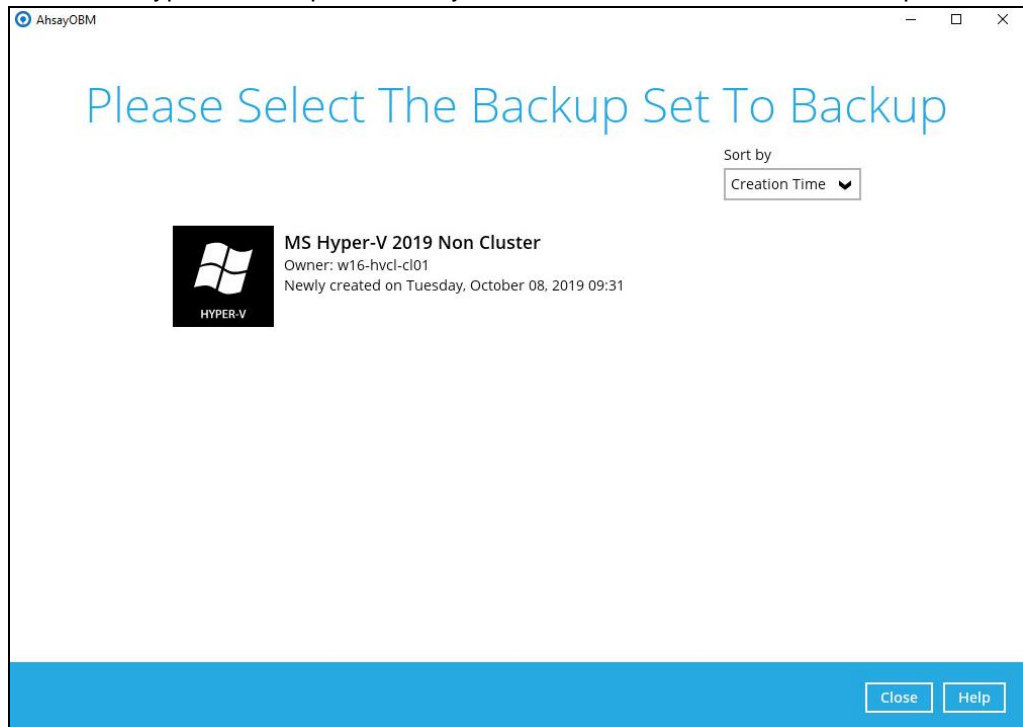 AhsayOBM
Please Select The Backup Set To Backup
Sort by
Creation Time
MS Hyper-V 2019 Non Cluster
Owner: w16-hvcl-cl01
Newly created on Tuesday, October 08, 2019 09:31
HYPER-V
Close Help